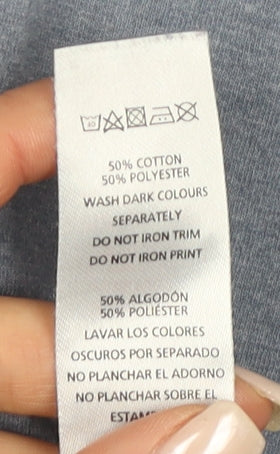 40
50% COTTON
50% POLYESTER
WASH DARK COLOURS
SEPARATELY
DO NOT IRON TRIM
DO NOT IRON PRINT
50% ALGODÓN
50% POLIÉSTER
LAVAR LOS COLORES
OSCUROS POR SEPARADO
NO PLANCHAR EL ADORNO
NO PLANCHAR SOBRE EL